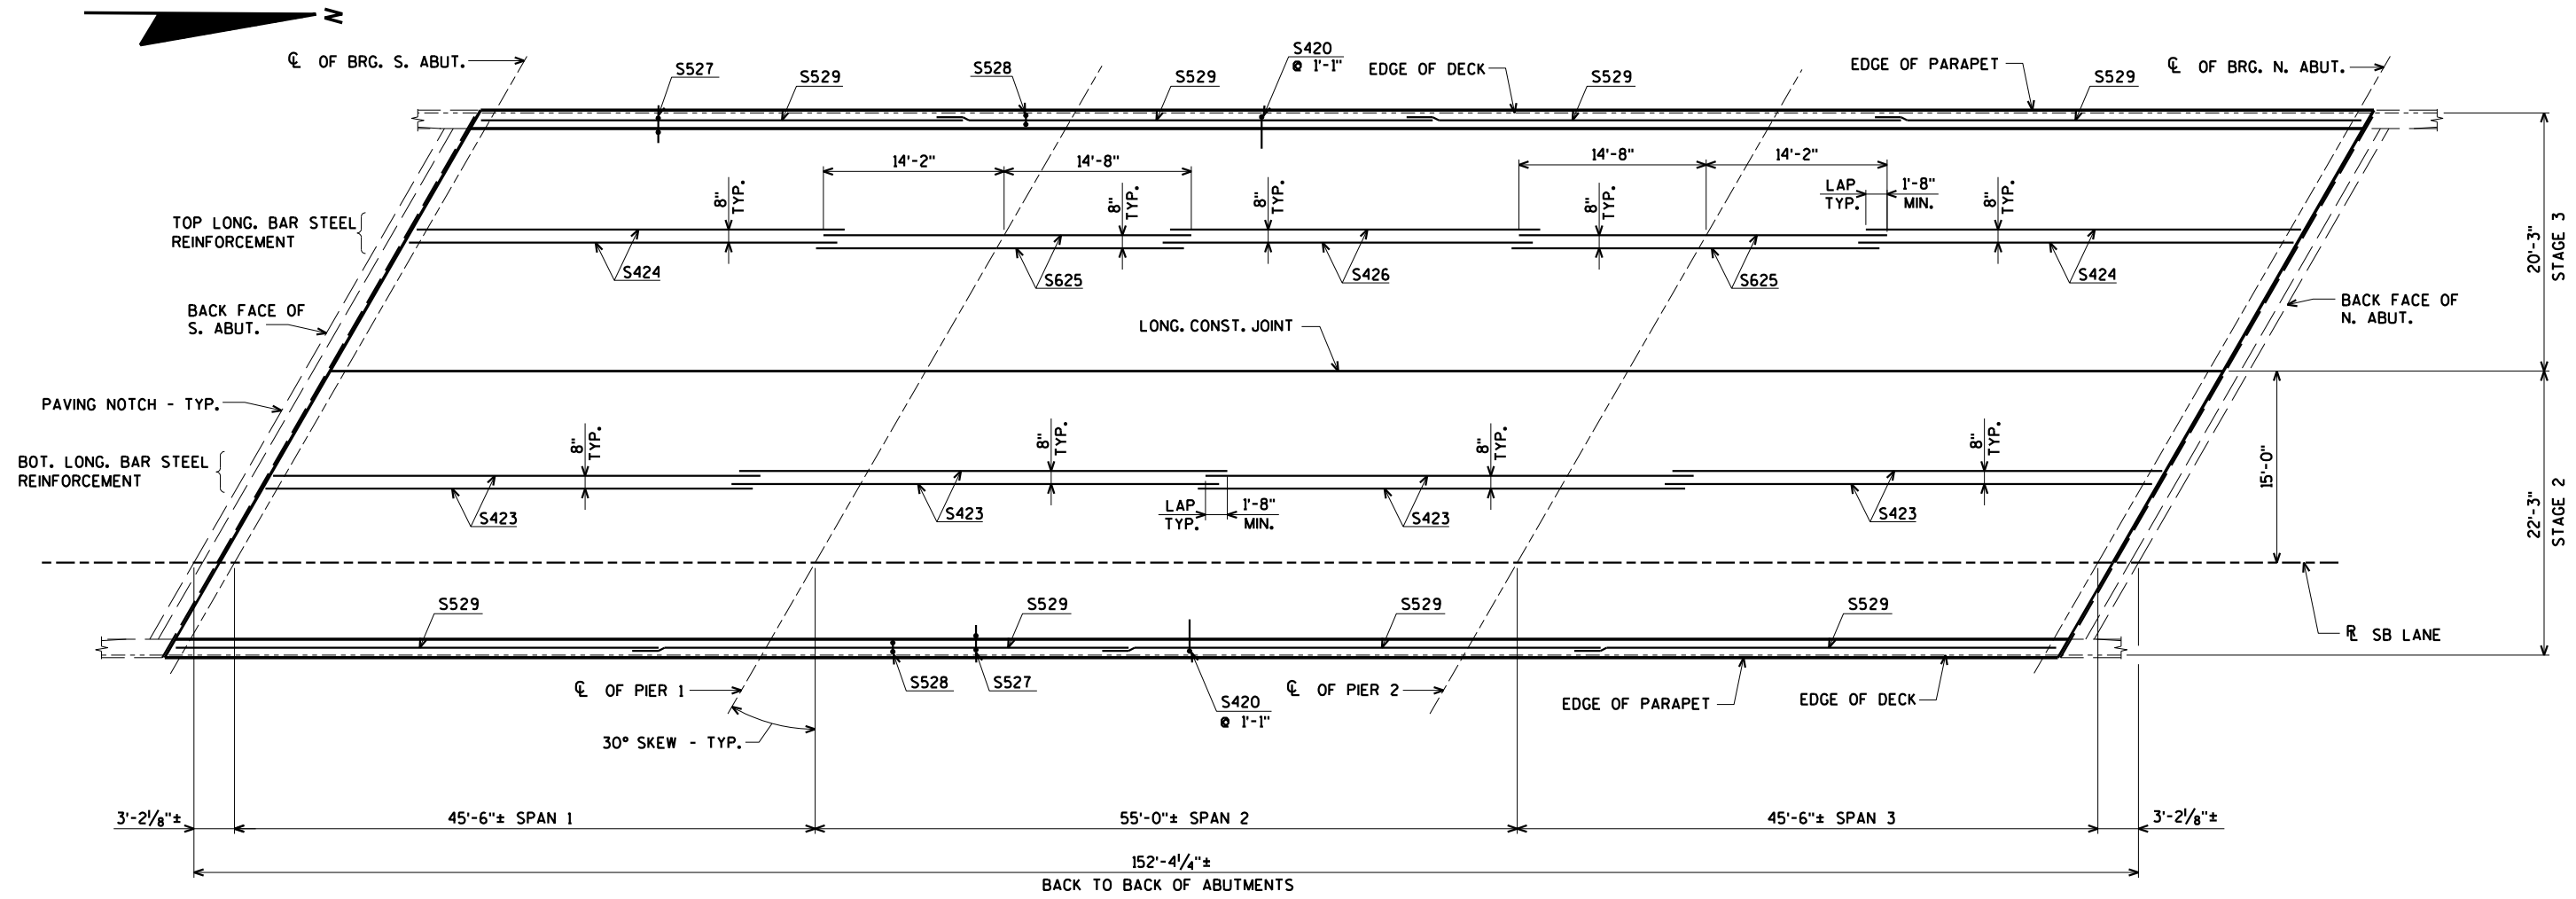 N
℄ OF BRG. S. ABUT.
S527
S529
S528
S529
S420
@ 1'-1"
EDGE OF DECK
S529
EDGE OF PARAPET
℄ OF BRG. N. ABUT.
S529
14'-2"
14'-8"
14'-8"
14'-2"
LAP
TYP.
1'-8"
MIN.
8"
TYP.
8"
TYP.
8"
TYP.
8"
TYP.
8"
TYP.
TOP LONG. BAR STEEL
REINFORCEMENT
S424
S625
S426
S625
S424
20'-3"
STAGE 3
BACK FACE OF
S. ABUT.
LONG. CONST. JOINT
BACK FACE OF
N. ABUT.
PAVING NOTCH - TYP.
8"
TYP.
8"
TYP.
8"
TYP.
8"
TYP.
BOT. LONG. BAR STEEL
REINFORCEMENT
S423
S423
LAP
TYP.
1'-8"
MIN.
S423
S423
15'-0"
22'-3"
STAGE 2
S529
S529
S529
S529
℞ SB LANE
℄ OF PIER 1
S528
S527
S420
@ 1'-1"
℄ OF PIER 2
EDGE OF PARAPET
EDGE OF DECK
30° SKEW - TYP.
3'-2⅛"±
45'-6"± SPAN 1
55'-0"± SPAN 2
45'-6"± SPAN 3
3'-2⅛"±
152'-4¼"±
BACK TO BACK OF ABUTMENTS